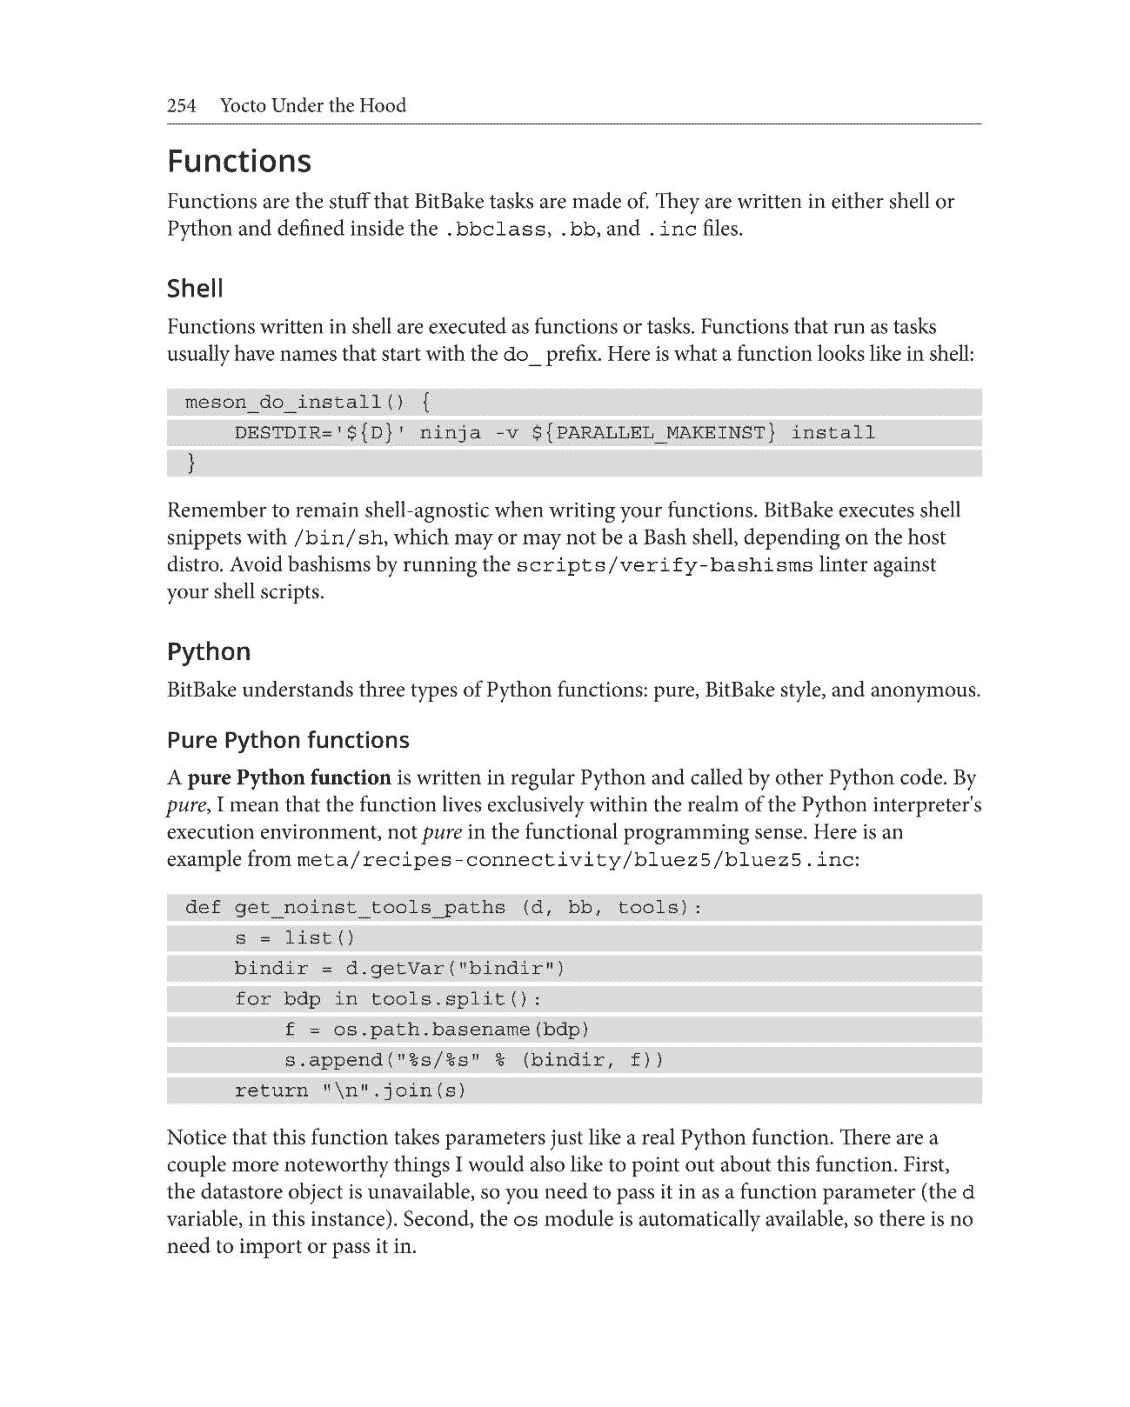 254 Yocto Under the Hood
Functions
Functions are the stuff that BitBake tasks are made of. They are written in either shell or
Python and defined inside the .bbclass, .bb, and .inc files.
Shell
Functions written in shell are executed as functions or tasks. Functions that run as tasks
usually have names that start with the do_ prefix. Here is what a function looks like in shell:
meson_do_install() {
    DESTDIR='${D}' ninja -v ${PARALLEL_MAKEINST} install
}
Remember to remain shell-agnostic when writing your functions. BitBake executes shell
snippets with /bin/sh, which may or may not be a Bash shell, depending on the host
distro. Avoid bashisms by running the scripts/verify-bashisms linter against
your shell scripts.
Python
BitBake understands three types of Python functions: pure, BitBake style, and anonymous.
Pure Python functions
A pure Python function is written in regular Python and called by other Python code. By
pure, I mean that the function lives exclusively within the realm of the Python interpreter's
execution environment, not pure in the functional programming sense. Here is an
example from meta/recipes-connectivity/bluez5/bluez5.inc:
def get_noinst_tools_paths (d, bb, tools):
    s = list()
    bindir = d.getVar("bindir")
    for bdp in tools.split():
        f = os.path.basename(bdp)
        s.append("%s/%s" % (bindir, f))
    return "\n".join(s)
Notice that this function takes parameters just like a real Python function. There are a
couple more noteworthy things I would also like to point out about this function. First,
the datastore object is unavailable, so you need to pass it in as a function parameter (the d
variable, in this instance). Second, the os module is automatically available, so there is no
need to import or pass it in.